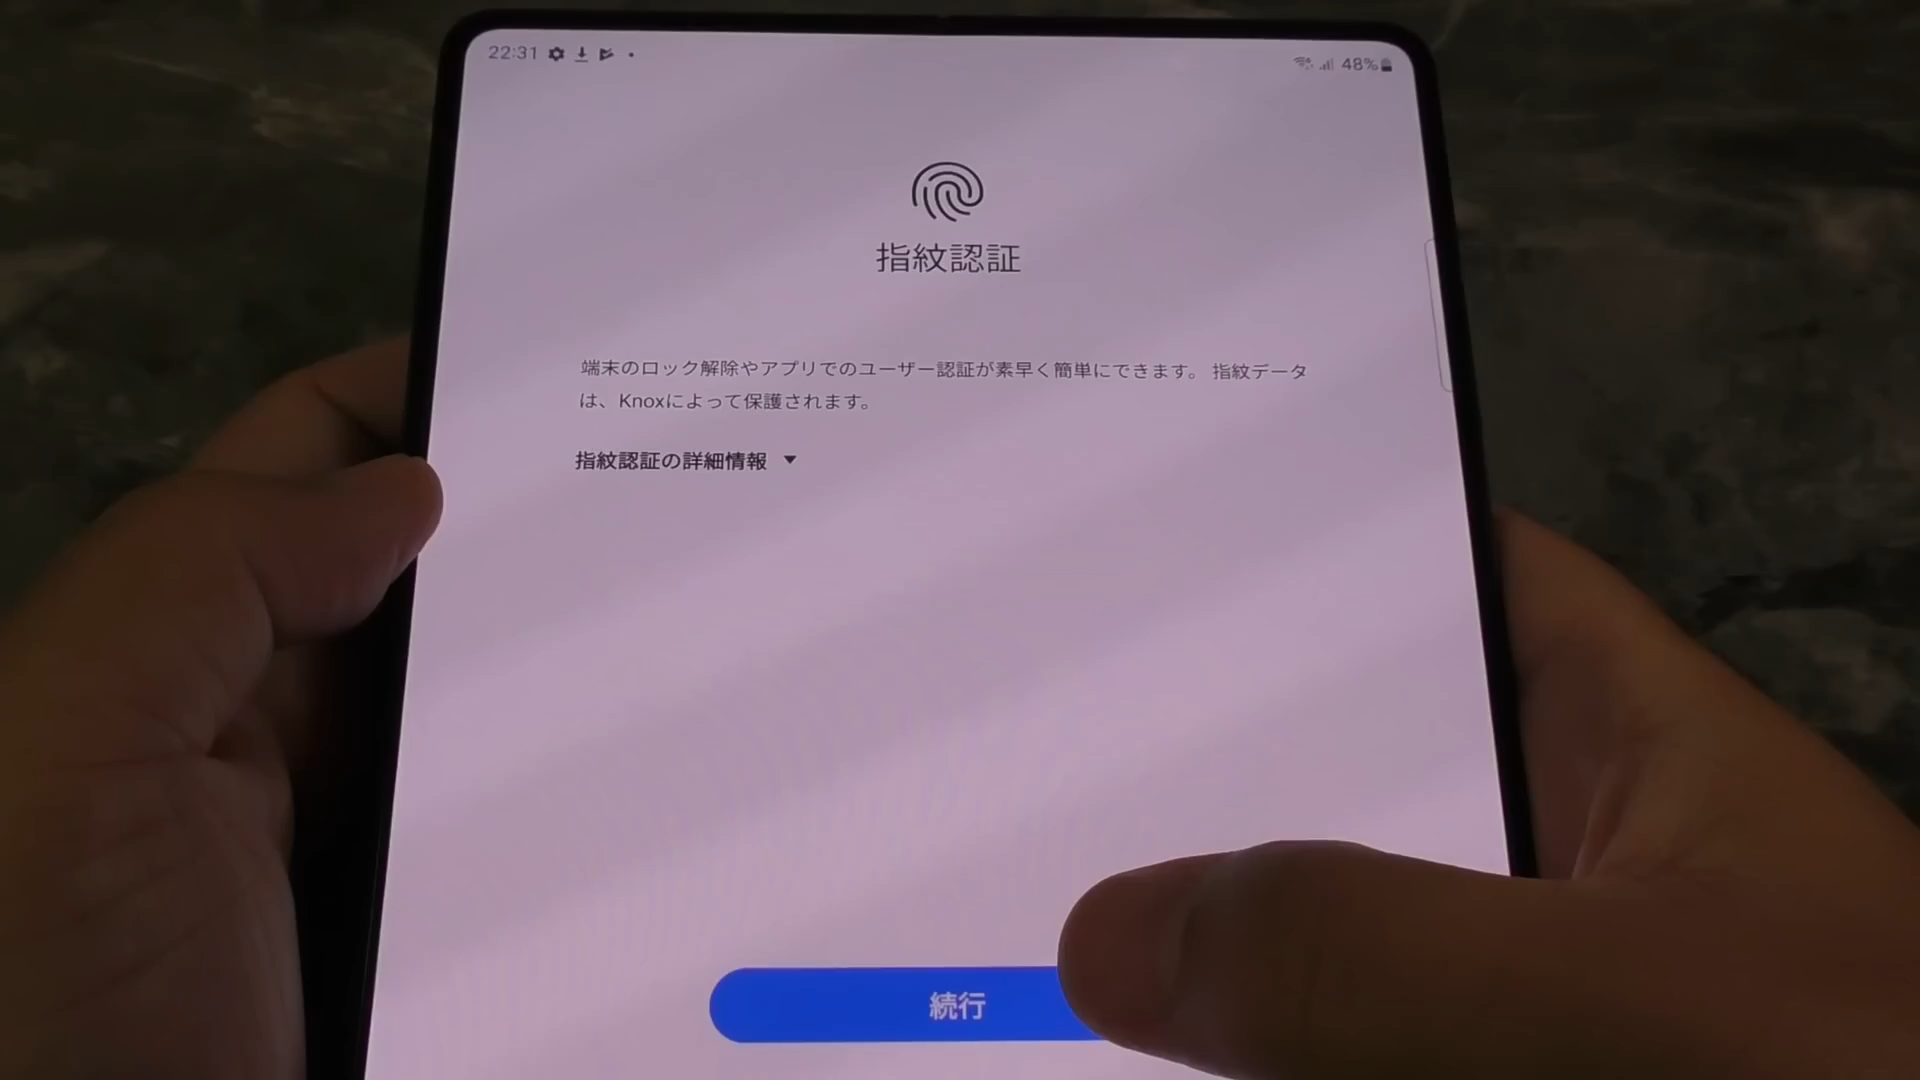 22:31
48%
指紋認証
端末のロック解除やアプリでのユーザー認証が素早く簡単にできます。 指紋データ
は、Knoxによって保護されます。
指紋認証の詳細情報
続行